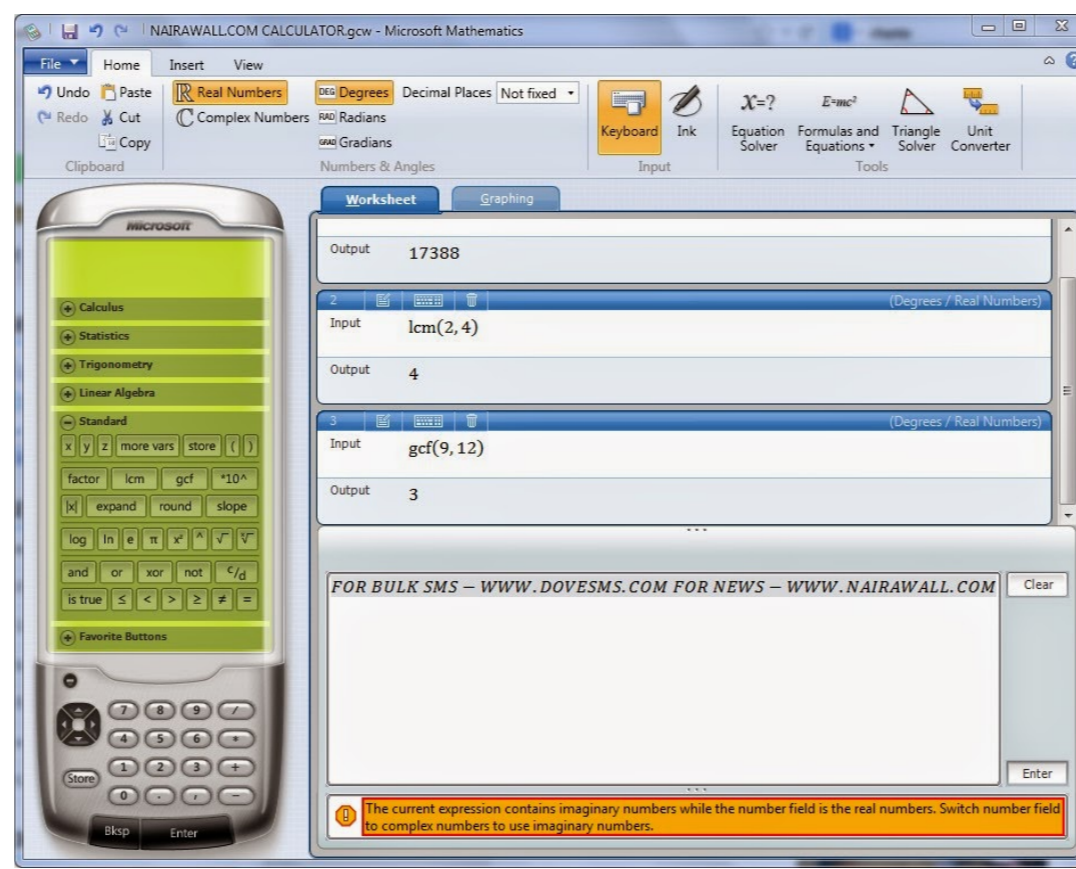 NAIRAWALL.COM CALCULATOR.gcw - Microsoft Mathematics
File Home Insert View
Undo Paste
Redo Cut
Copy
Clipboard
Real Numbers
Complex Numbers
DEG Degrees Decimal Places Not fixed
RAD Radians
GRAD Gradians
Numbers & Angles
Keyboard Ink
Input
X=? E=mc²
Equation Solver
Formulas and Equations
Triangle Solver
Unit Converter
Tools
Microsoft
Calculus
Statistics
Trigonometry
Linear Algebra
Standard
x y z more vars store ( )
factor lcm gcf *10^
|x| expand round slope
log ln e π x² ^ √ ∜
and or xor not c/d
is true ≤ < > ≥ ≠ =
Favorite Buttons
7 8 9 /
4 5 6 *
Store 1 2 3 +
0 . , −
Bksp Enter
Worksheet Graphing
Output 17388
2 (Degrees / Real Numbers)
Input lcm(2, 4)
Output 4
3 (Degrees / Real Numbers)
Input gcf(9, 12)
Output 3
FOR BULK SMS – WWW.DOVESMS.COM FOR NEWS – WWW.NAIRAWALL.COM
Clear
Enter
The current expression contains imaginary numbers while the number field is the real numbers. Switch number field
to complex numbers to use imaginary numbers.